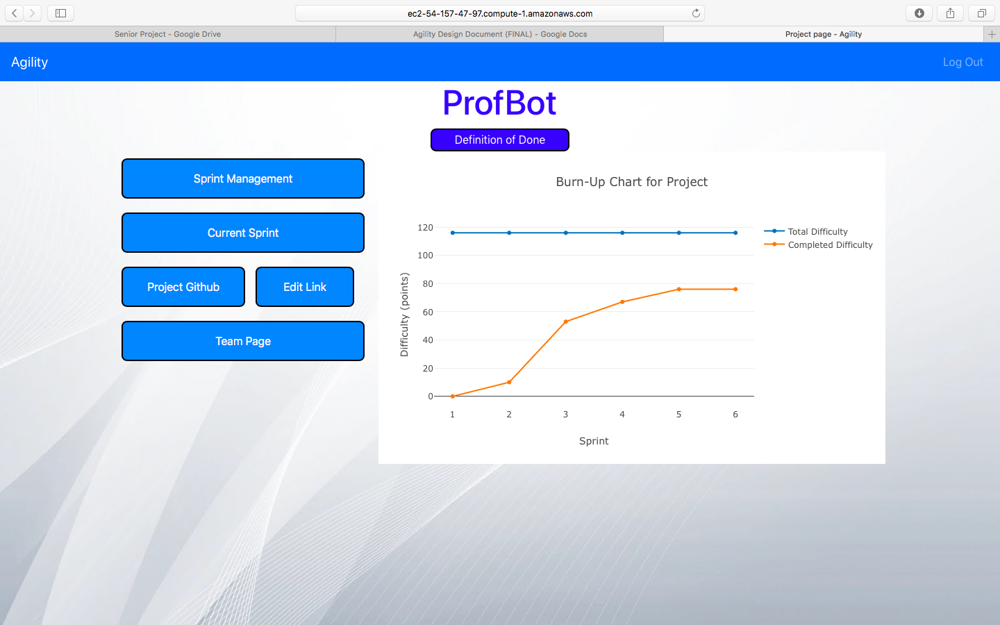 ec2-54-157-47-97.compute-1.amazonaws.com
Senior Project - Google Drive
Agility Design Document (FINAL) - Google Docs
Project page - Agility
Agility
Log Out
ProfBot
Definition of Done
Sprint Management
Current Sprint
Project Github
Edit Link
Team Page
Burn-Up Chart for Project
Difficulty (points)
120
100
80
60
40
20
0
1 2 3 4 5 6
Sprint
Total Difficulty
Completed Difficulty